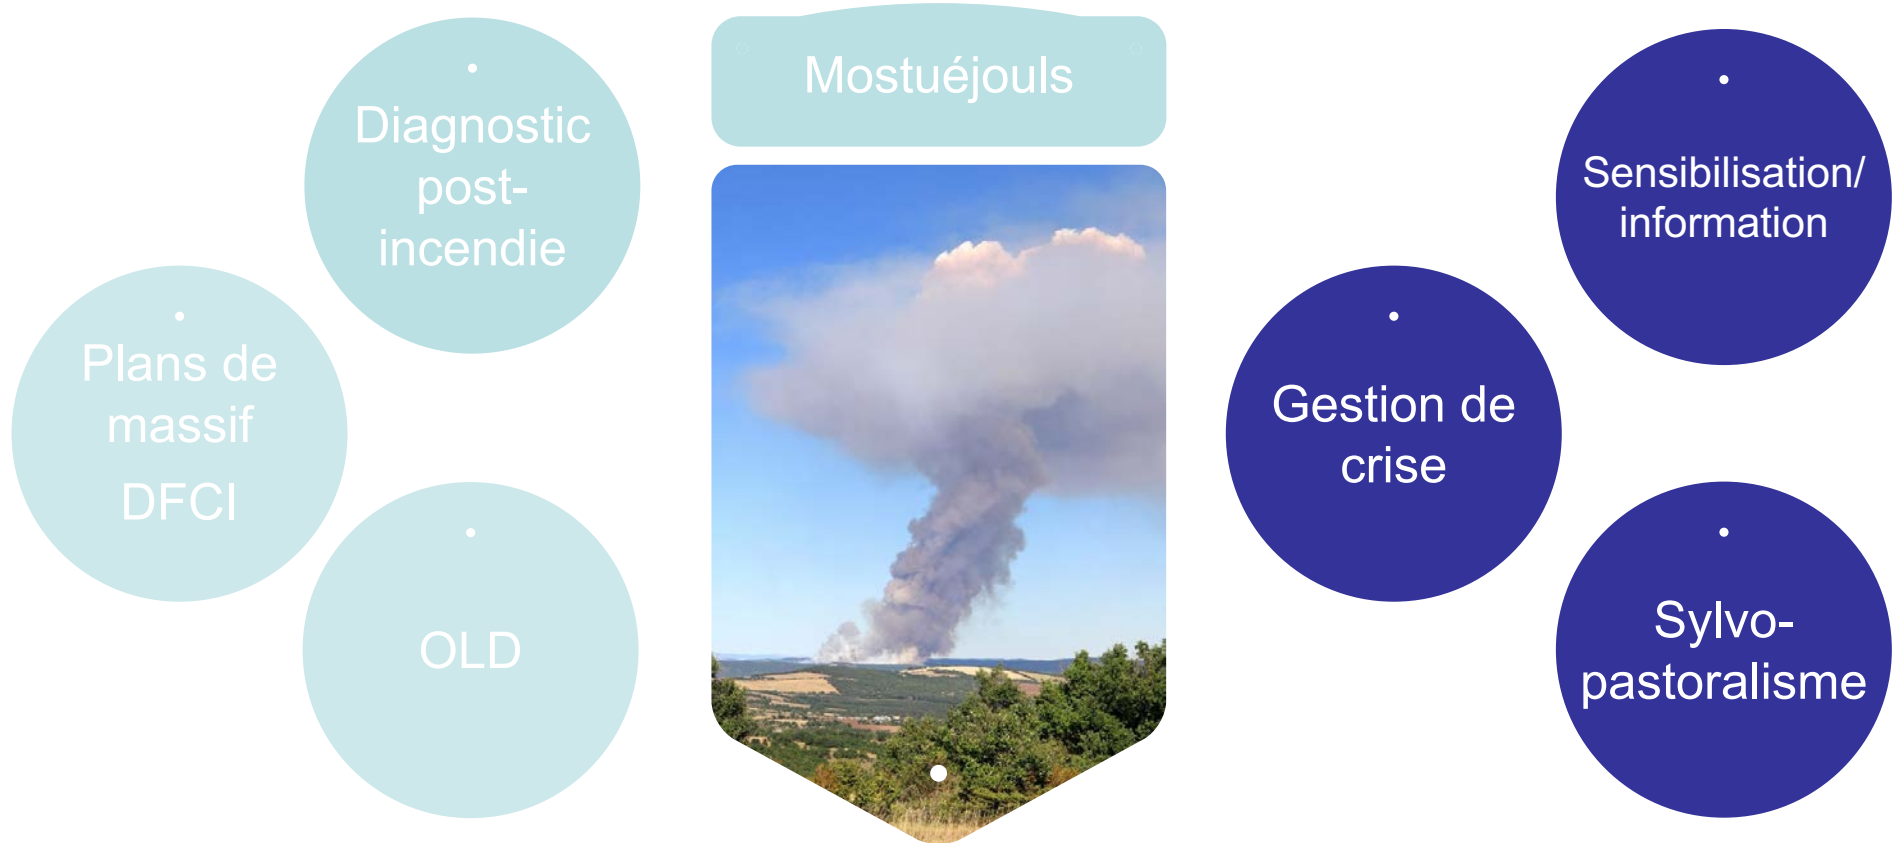 Mostuéjouls
Diagnostic
post-
incendie
Plans de
massif
DFCI
OLD
Sensibilisation/
information
Gestion de
crise
Sylvo-
pastoralisme